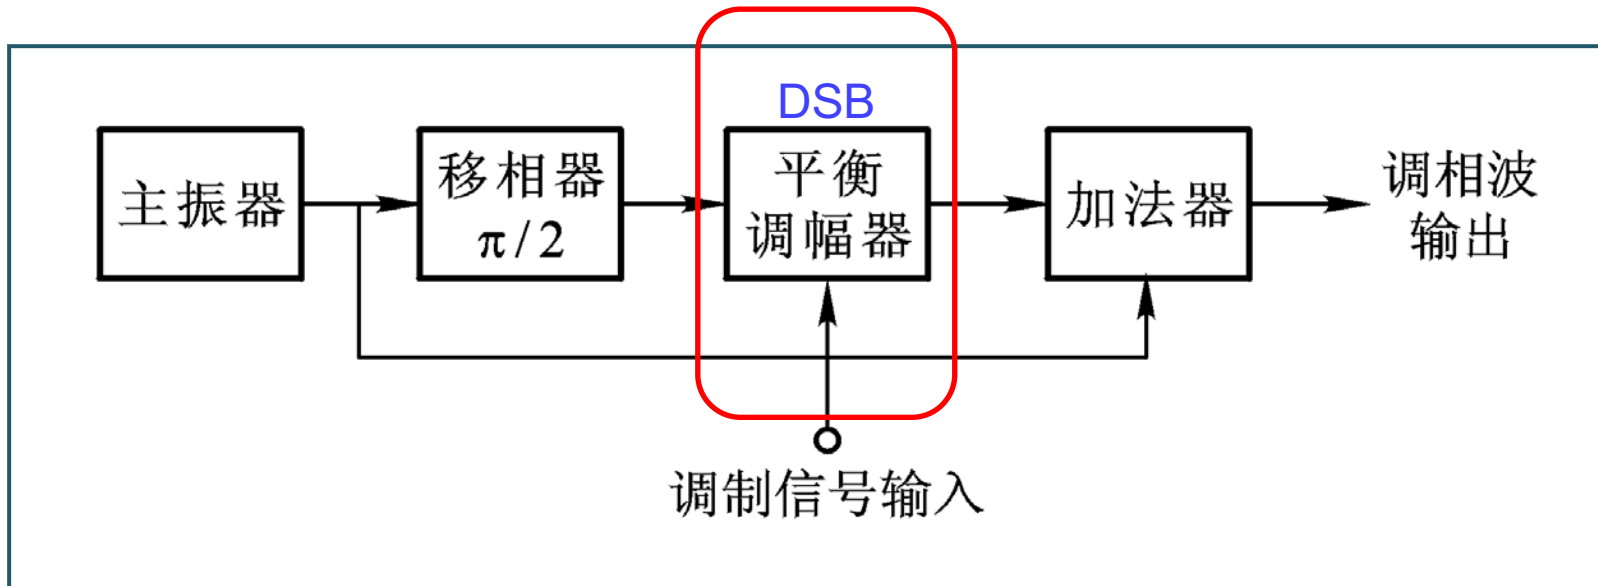 DSB
主振器
移相器
π/2
平衡
调幅器
加法器
调相波
输出
调制信号输入